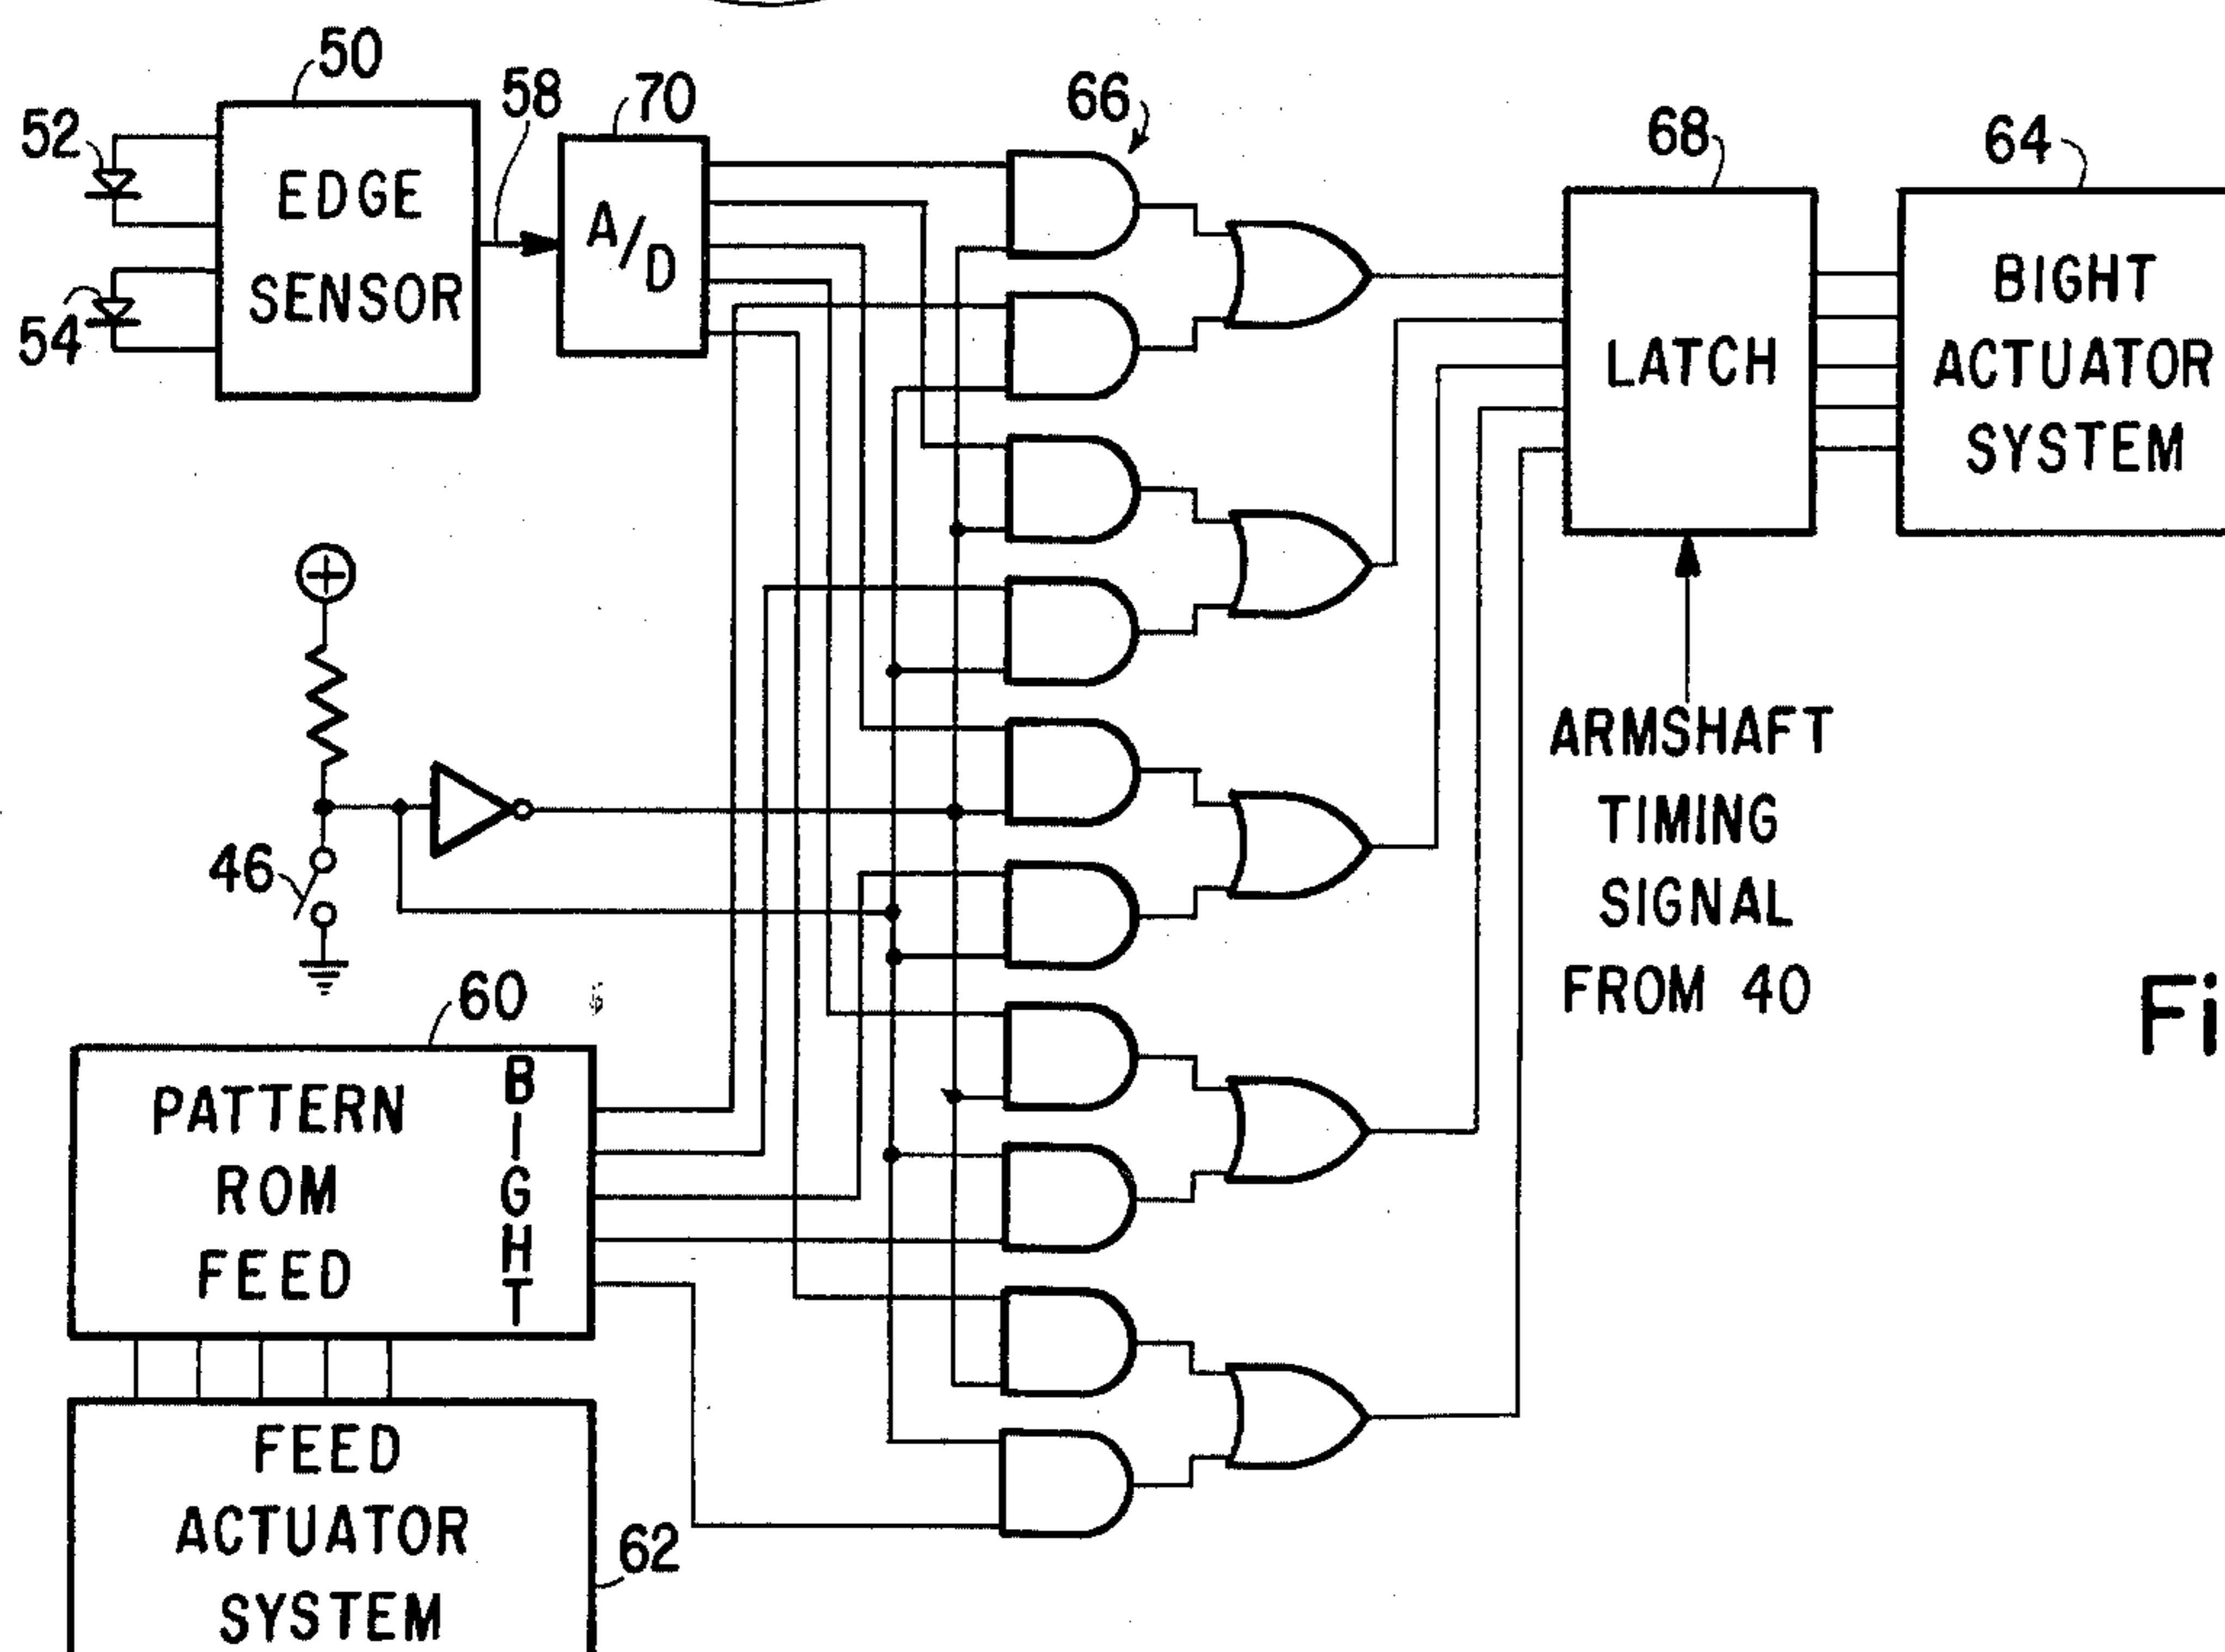 50
58
70
66
52
68
64
EDGE
SENSOR
A/D
54
LATCH
BIGHT
ACTUATOR
SYSTEM
+
46
ARMSHAFT
TIMING
SIGNAL
FROM 40
Fi
60
PATTERN
ROM
FEED
BIGHT
FEED
ACTUATOR
SYSTEM
62